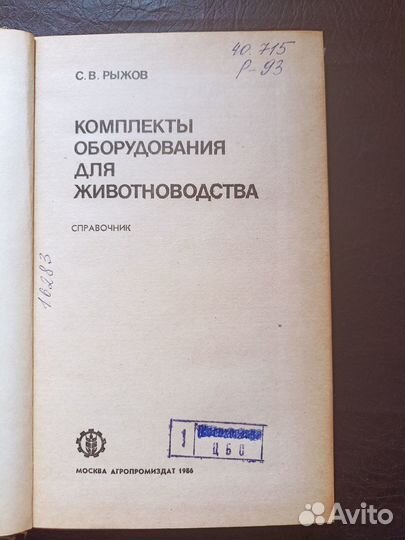 40.715
Р-93
С. В. РЫЖОВ
КОМПЛЕКТЫ
ОБОРУДОВАНИЯ
ДЛЯ
ЖИВОТНОВОДСТВА
СПРАВОЧНИК
16283
1
ЦБС
МОСКВА АГРОПРОМИЗДАТ 1986
Avito